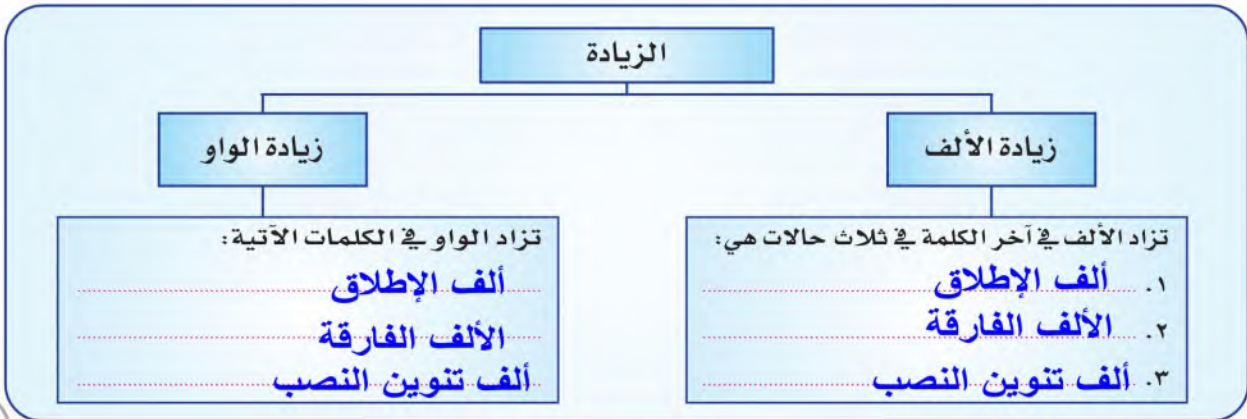 الزيادة
زيادة الألف
زيادة الواو
تزاد الألف في آخر الكلمة في ثلاث حالات هي:
١. ألف الإطلاق
٢. الألف الفارقة
٣. ألف تنوين النصب
تزاد الواو في الكلمات الآتية:
ألف الإطلاق
الألف الفارقة
ألف تنوين النصب